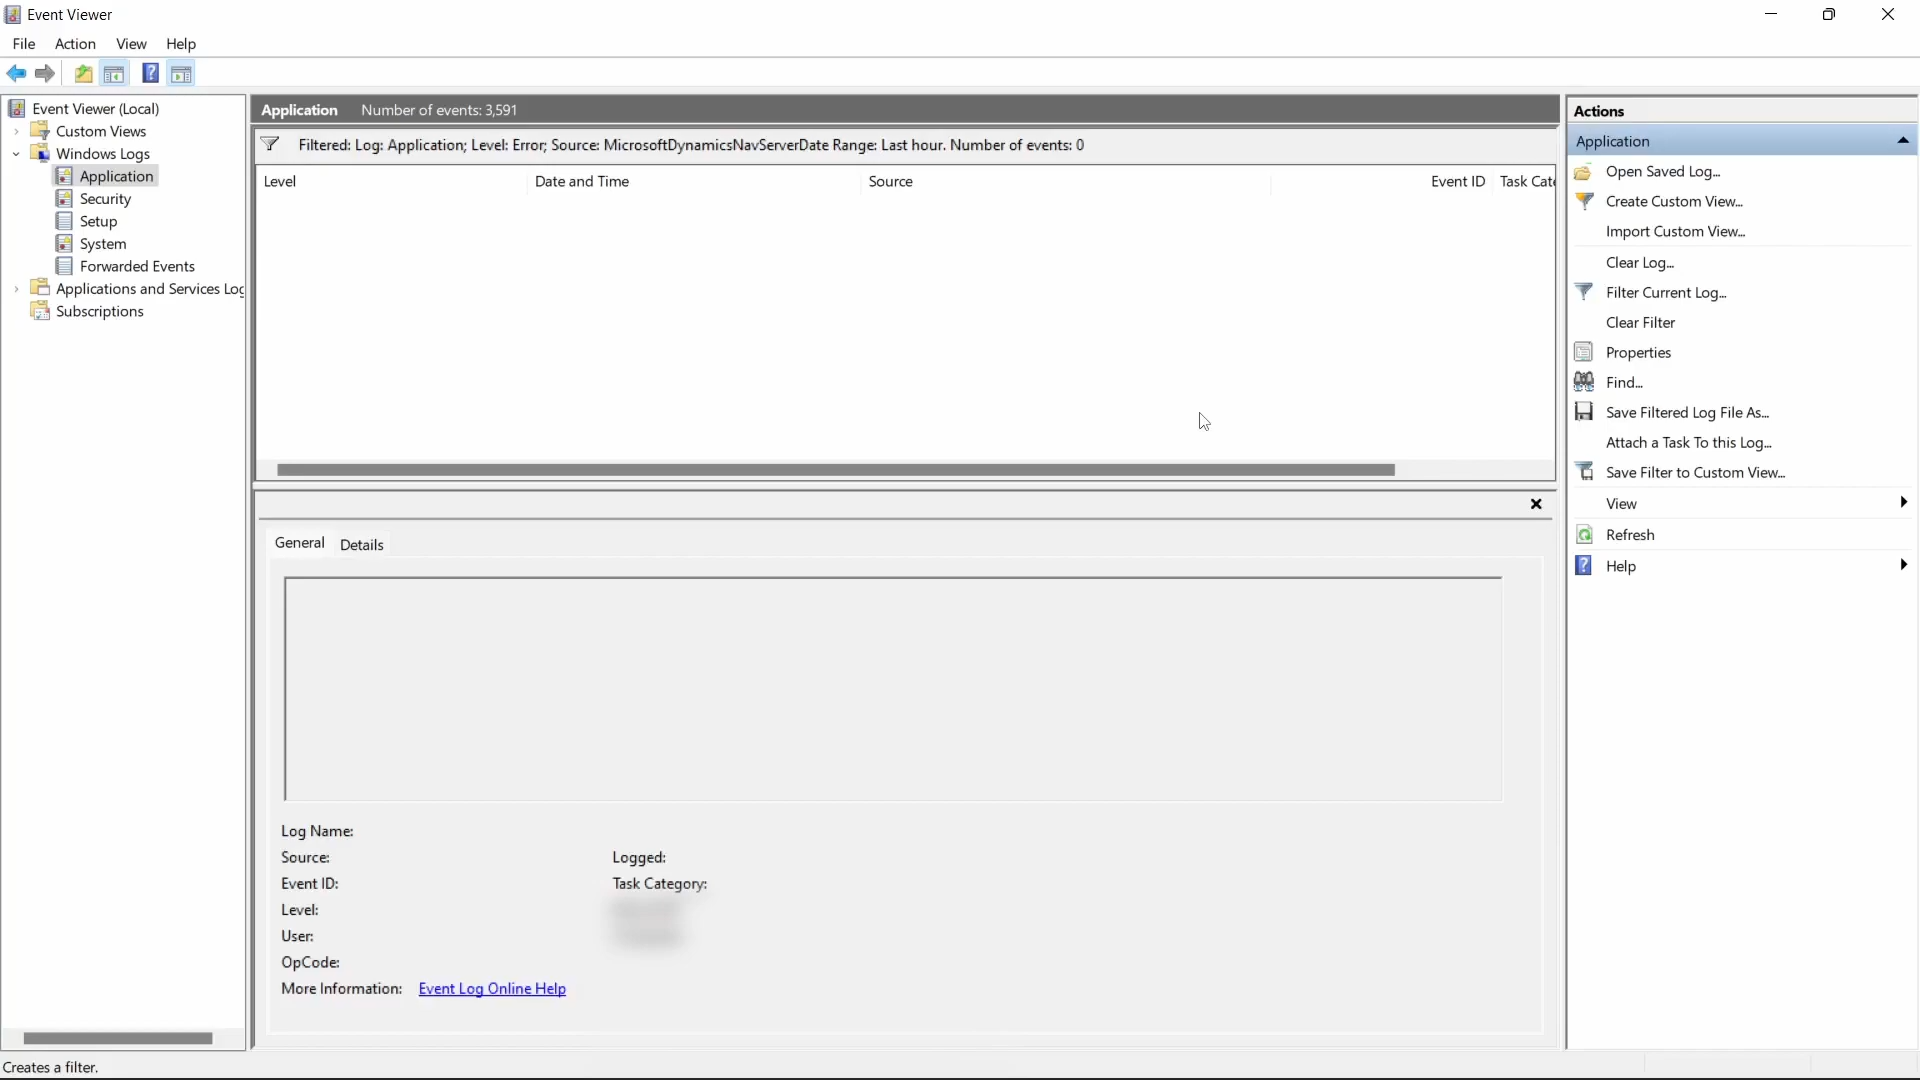 Event Viewer
File Action View Help
Event Viewer (Local)
Custom Views
Windows Logs
Application
Security
Setup
System
Forwarded Events
Applications and Services Log
Subscriptions
Application Number of events: 3,591
Filtered: Log: Application; Level: Error; Source: MicrosoftDynamicsNavServerDate Range: Last hour. Number of events: 0
Level Date and Time Source Event ID Task Cate
General Details
Log Name:
Source: Logged:
Event ID: Task Category:
Level:
User:
OpCode:
More Information: Event Log Online Help
Actions
Application
Open Saved Log...
Create Custom View...
Import Custom View...
Clear Log...
Filter Current Log...
Clear Filter
Properties
Find...
Save Filtered Log File As...
Attach a Task To this Log...
Save Filter to Custom View...
View
Refresh
Help
Creates a filter.